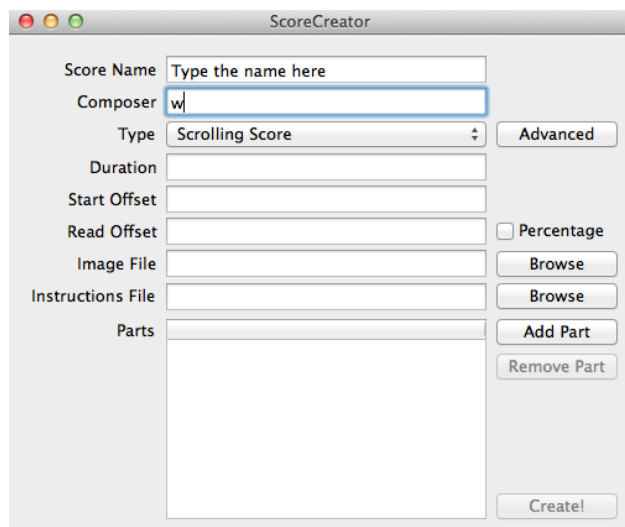 ScoreCreator
Score Name Type the name here
Composer w
Type Scrolling Score Advanced
Duration
Start Offset
Read Offset Percentage
Image File Browse
Instructions File Browse
Parts Add Part
Remove Part
Create!